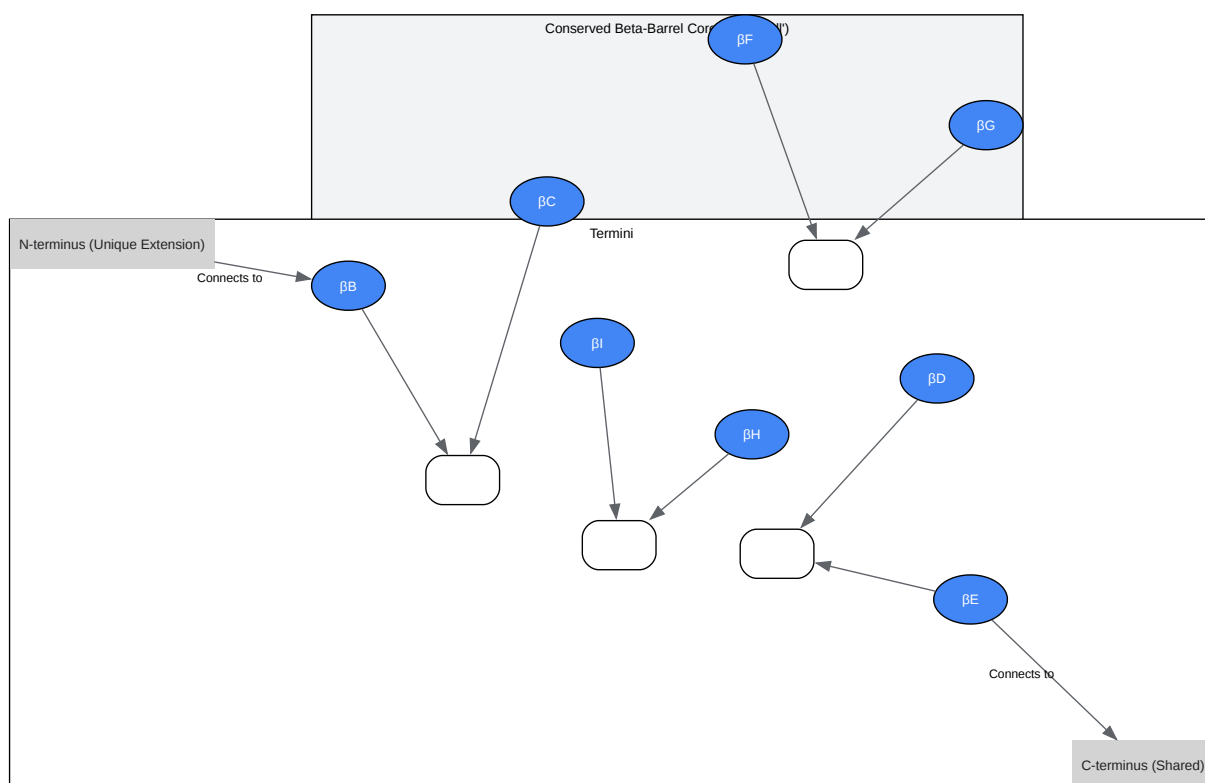 Conserved Beta-Barrel Core
ll')
βF
βG
βC
N-terminus (Unique Extension)
Termini
Connects to
βB
βI
βD
βH
βE
Connects to
C-terminus (Shared)